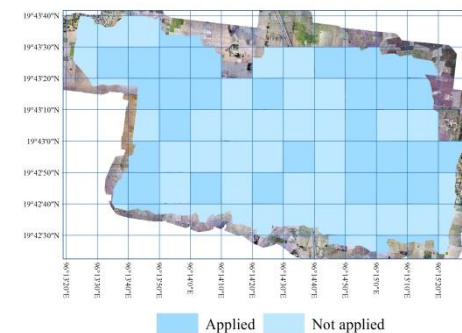 19°43'40"N
19°43'30"N
19°43'20"N
19°43'10"N
19°43'0"N
19°42'50"N
19°42'40"N
19°42'30"N
96°13'20"E
96°13'30"E
96°13'40"E
96°13'50"E
96°14'0"E
96°14'10"E
96°14'20"E
96°14'30"E
96°14'40"E
96°14'50"E
96°15'0"E
96°15'10"E
96°15'20"E
Applied
Not applied